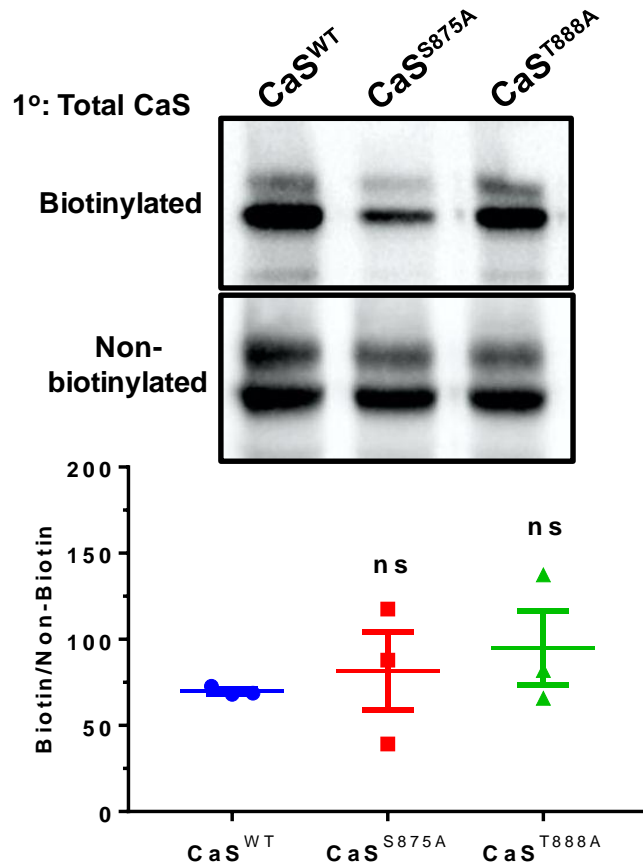 CaS^WT CaS^S875A CaS^T888A
1º: Total CaS
Biotinylated
Non-
biotinylated
200
150
100
50
0
Biotin/Non-Biotin
ns
ns
CaS^WT CaS^S875A CaS^T888A